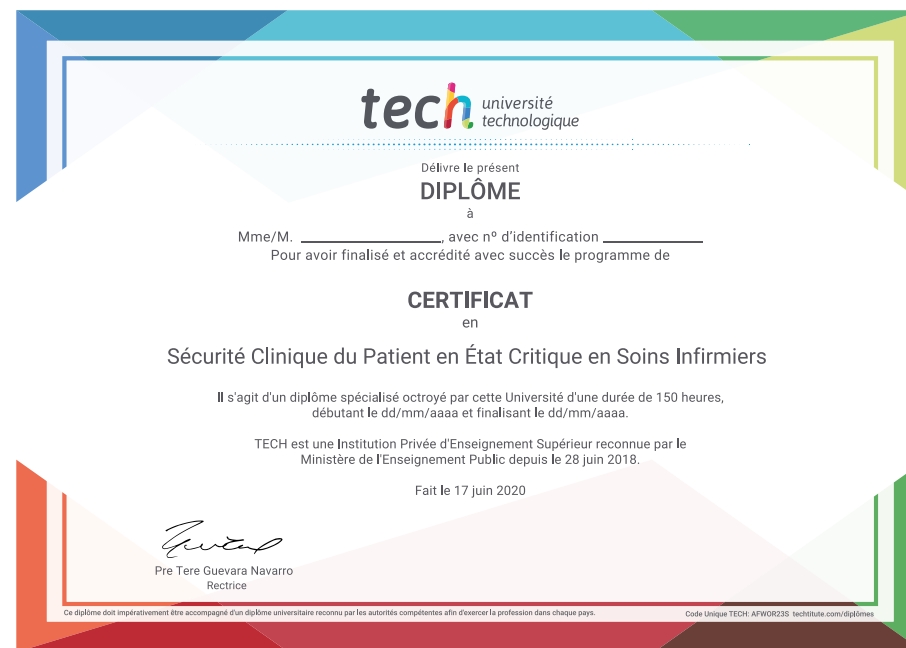 tech université
technologique
Délivre le présent
DIPLÔME
à
Mme/M. ____________________, avec nº d'identification ______________
Pour avoir finalisé et accrédité avec succès le programme de
CERTIFICAT
en
Sécurité Clinique du Patient en État Critique en Soins Infirmiers
Il s'agit d'un diplôme spécialisé octroyé par cette Université d'une durée de 150 heures,
débutant le dd/mm/aaaa et finalisant le dd/mm/aaaa.
TECH est une Institution Privée d'Enseignement Supérieur reconnue par le
Ministère de l'Enseignement Public depuis le 28 juin 2018.
Fait le 17 juin 2020
Pre Tere Guevara Navarro
Rectrice
Ce diplôme doit impérativement être accompagné d'un diplôme universitaire reconnu par les autorités compétentes afin d'exercer la profession dans chaque pays.
Code Unique TECH: AFWOR23S techtitute.com/diplômes